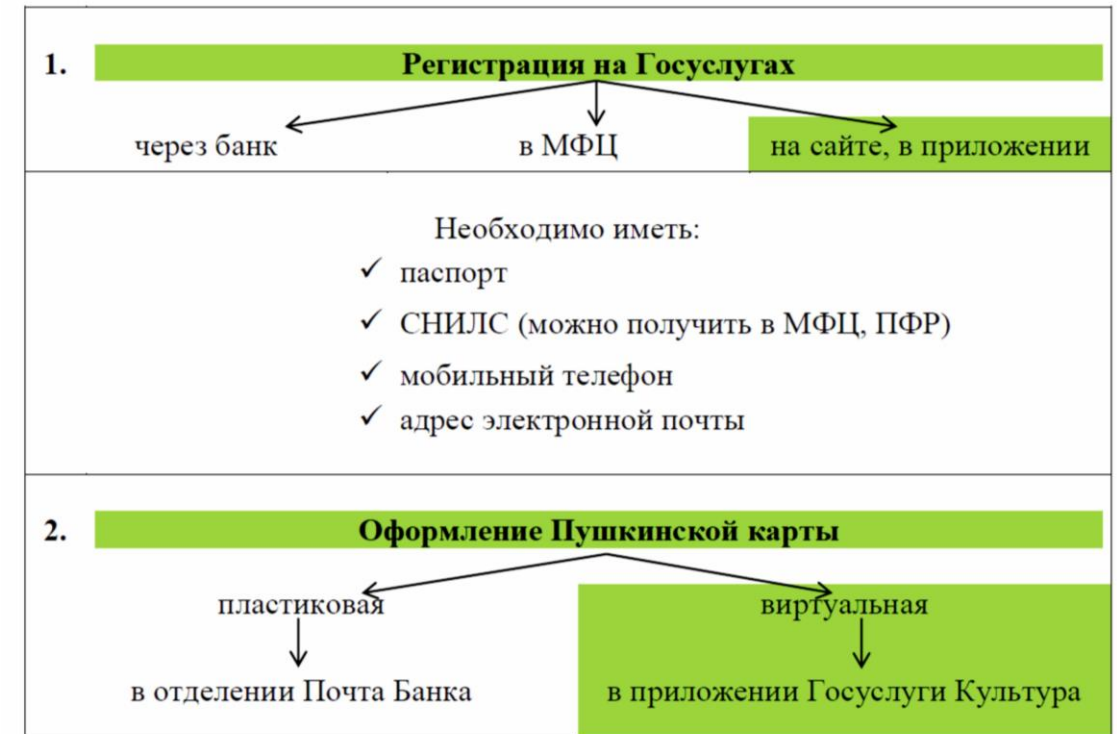 1. Регистрация на Госуслугах
через банк в МФЦ на сайте, в приложении
Необходимо иметь:
✓ паспорт
✓ СНИЛС (можно получить в МФЦ, ПФР)
✓ мобильный телефон
✓ адрес электронной почты
2. Оформление Пушкинской карты
пластиковая виртуальная
в отделении Почта Банка в приложении Госуслуги Культура